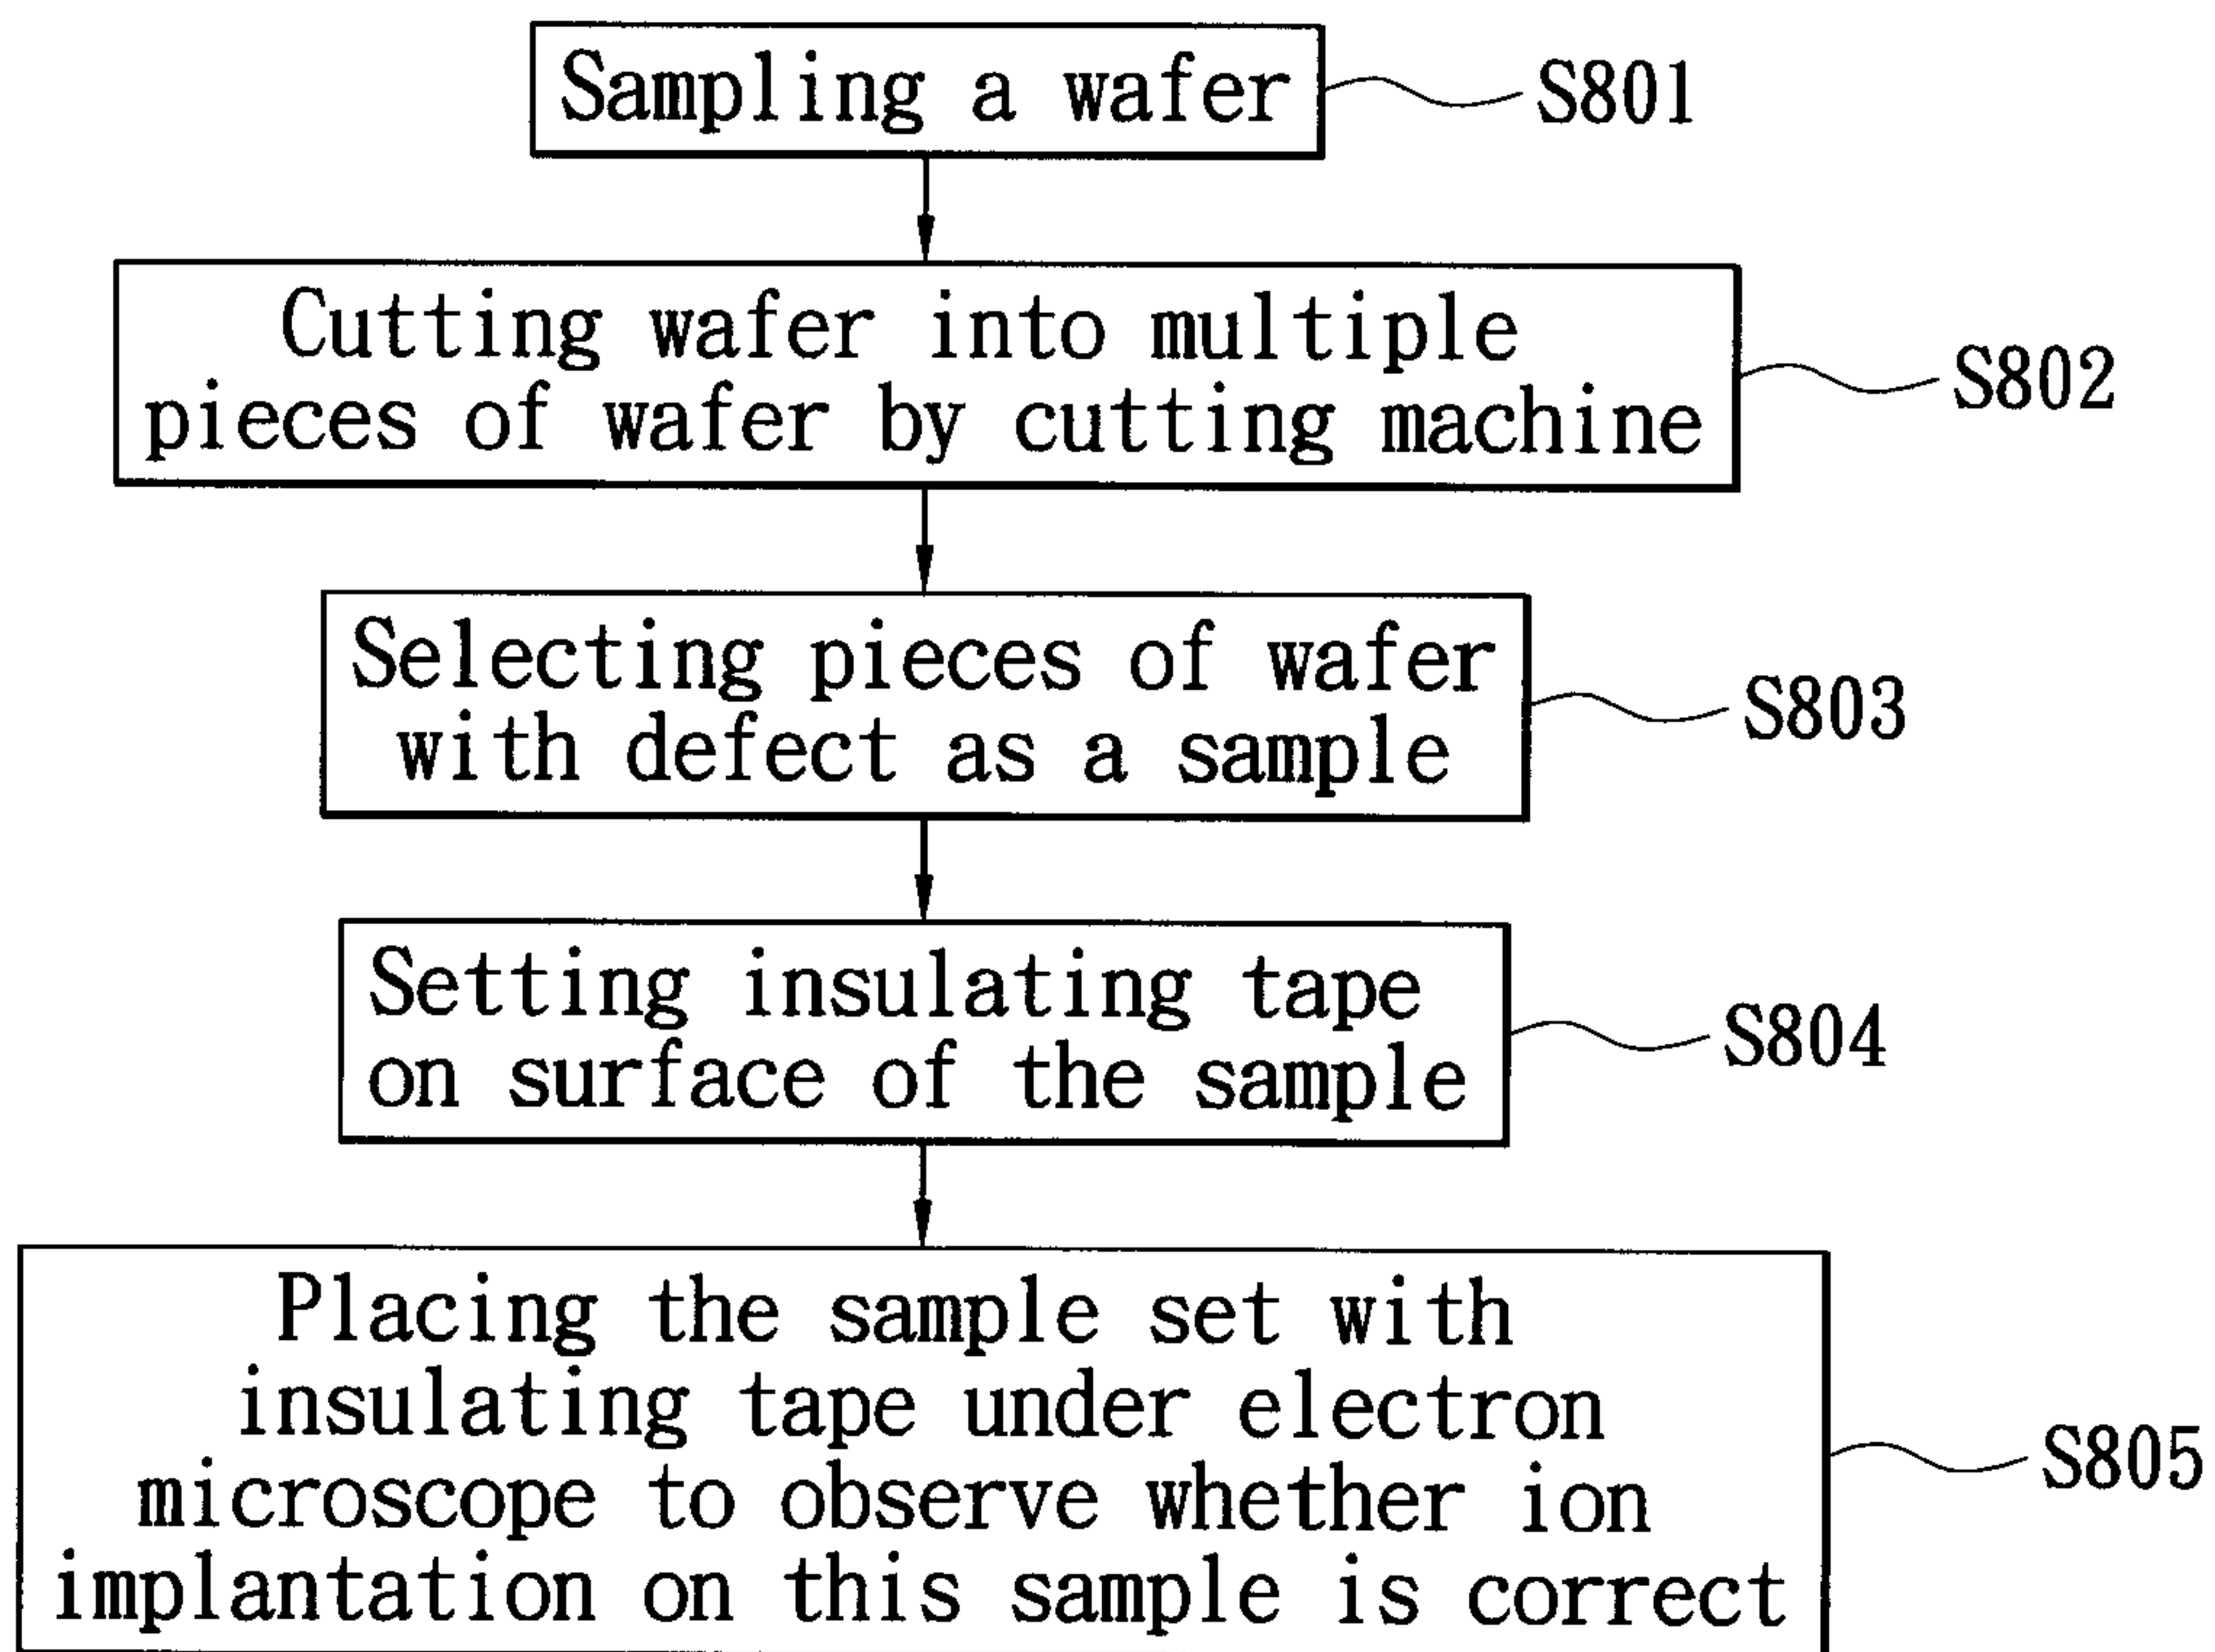 Sampling a wafer
S801
Cutting wafer into multiple
pieces of wafer by cutting machine
S802
Selecting pieces of wafer
with defect as a sample
S803
Setting insulating tape
on surface of the sample
S804
Placing the sample set with
insulating tape under electron
microscope to observe whether ion
implantation on this sample is correct
S805